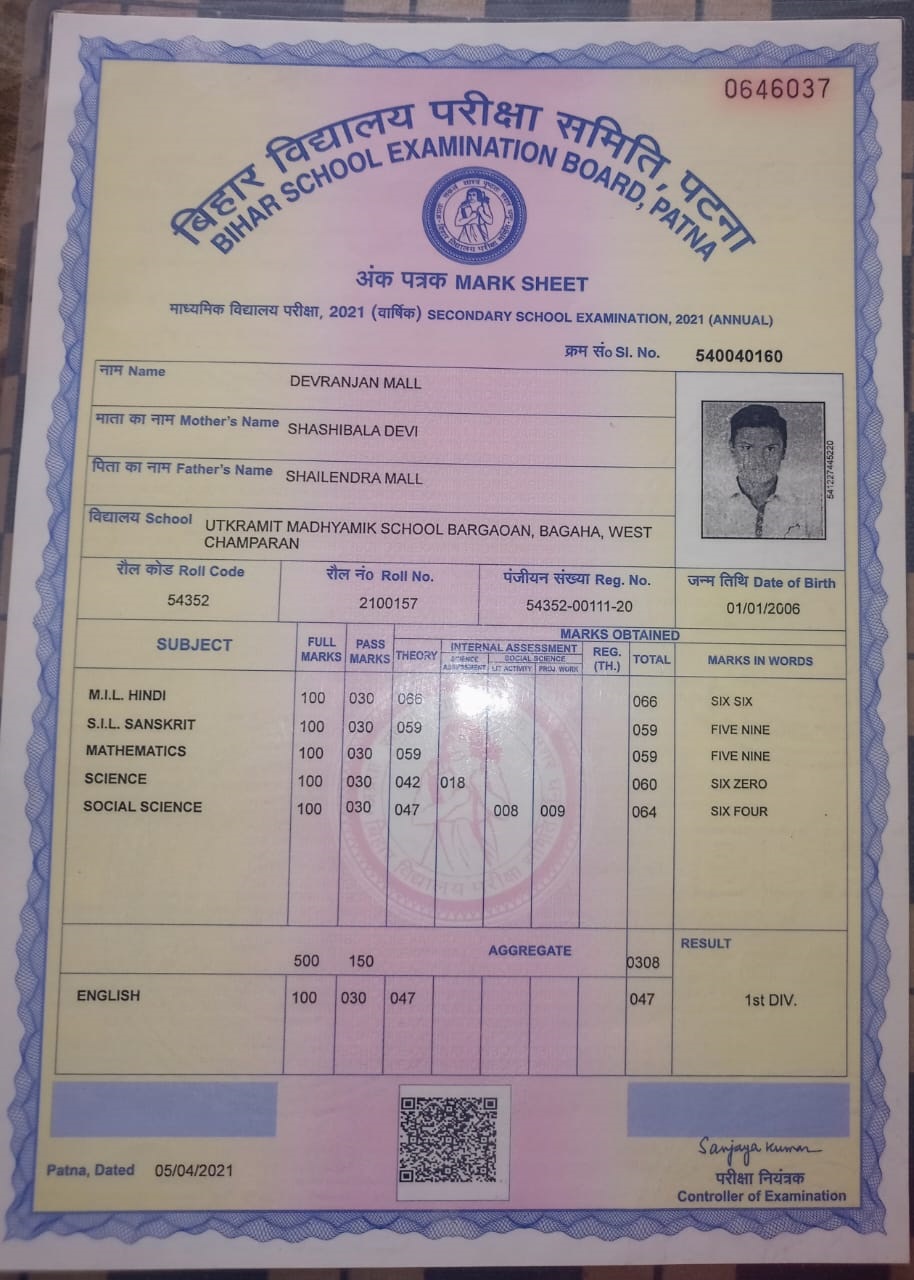 0646037
बिहार विद्यालय परीक्षा समिति, पटना
BIHAR SCHOOL EXAMINATION BOARD, PATNA
अंक पत्रक MARK SHEET
माध्यमिक विद्यालय परीक्षा, 2021 (वार्षिक) SECONDARY SCHOOL EXAMINATION, 2021 (ANNUAL)
क्रम सं० Sl. No. 540040160
नाम Name DEVRANJAN MALL
माता का नाम Mother's Name SHASHIBALA DEVI
पिता का नाम Father's Name SHAILENDRA MALL
541227445220
विद्यालय School UTKRAMIT MADHYAMIK SCHOOL BARGAOAN, BAGAHA, WEST
CHAMPARAN
रौल कोड Roll Code रौल नं० Roll No. पंजीयन संख्या Reg. No. जन्म तिथि Date of Birth
54352 2100157 54352-00111-20 01/01/2006
SUBJECT FULL MARKS PASS MARKS MARKS OBTAINED
THEORY INTERNAL ASSESSMENT REG. (TH.) TOTAL MARKS IN WORDS
SCIENCE ASSESSMENT SOCIAL SCIENCE
LIT ACTIVITY PROJ. WORK
M.I.L. HINDI 100 030 066 066 SIX SIX
S.I.L. SANSKRIT 100 030 059 059 FIVE NINE
MATHEMATICS 100 030 059 059 FIVE NINE
SCIENCE 100 030 042 018 060 SIX ZERO
SOCIAL SCIENCE 100 030 047 008 009 064 SIX FOUR
500 150 AGGREGATE 0308 RESULT
ENGLISH 100 030 047 047 1st DIV.
Patna, Dated 05/04/2021
Sanjaya Kumar
परीक्षा नियंत्रक
Controller of Examination